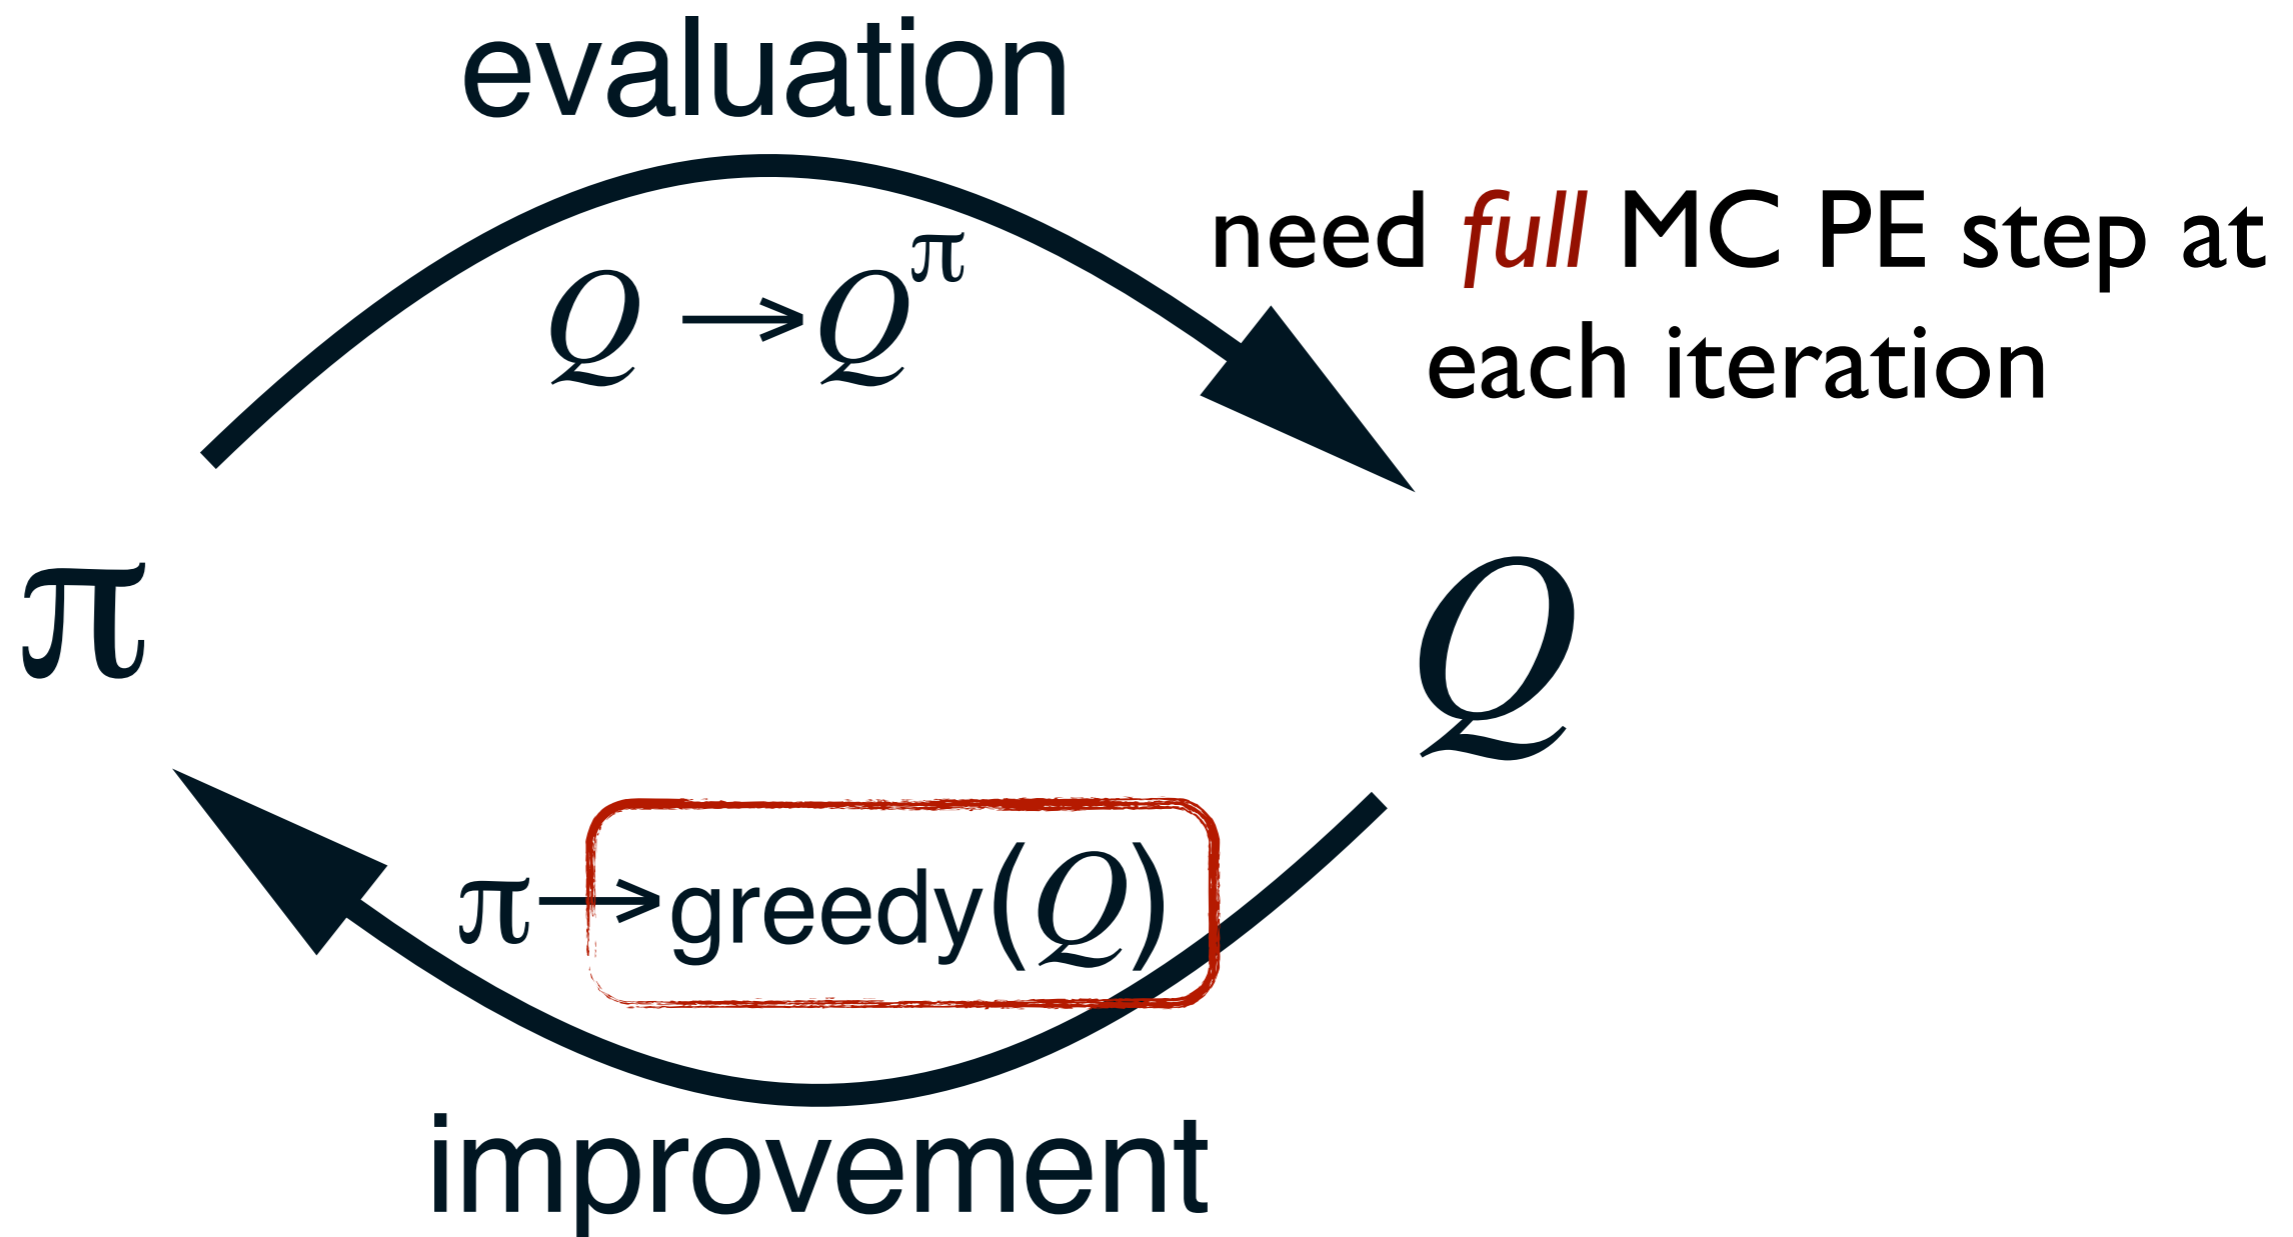 evaluation
need full MC PE step at
each iteration
Q → Q^π
π
Q
π → greedy(Q)
improvement